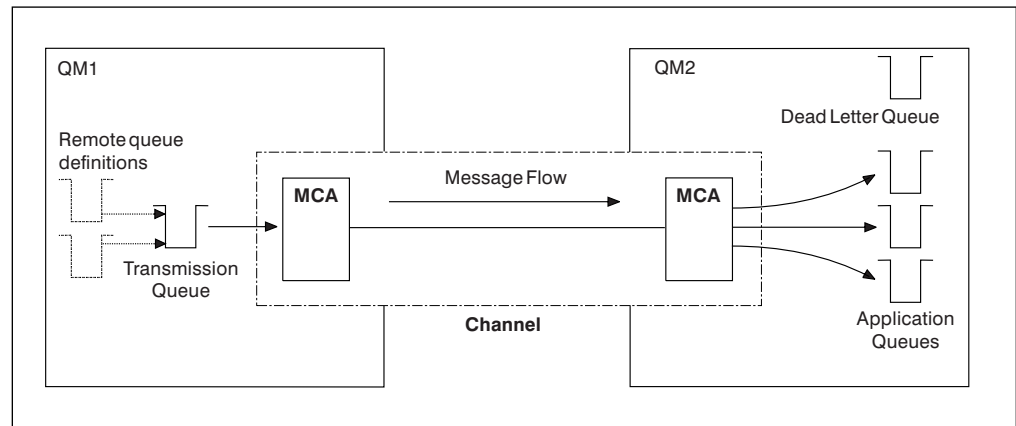 QM1
QM2
Dead Letter Queue
Remote queue
definitions
MCA
Message Flow
MCA
Transmission
Queue
Channel
Application
Queues